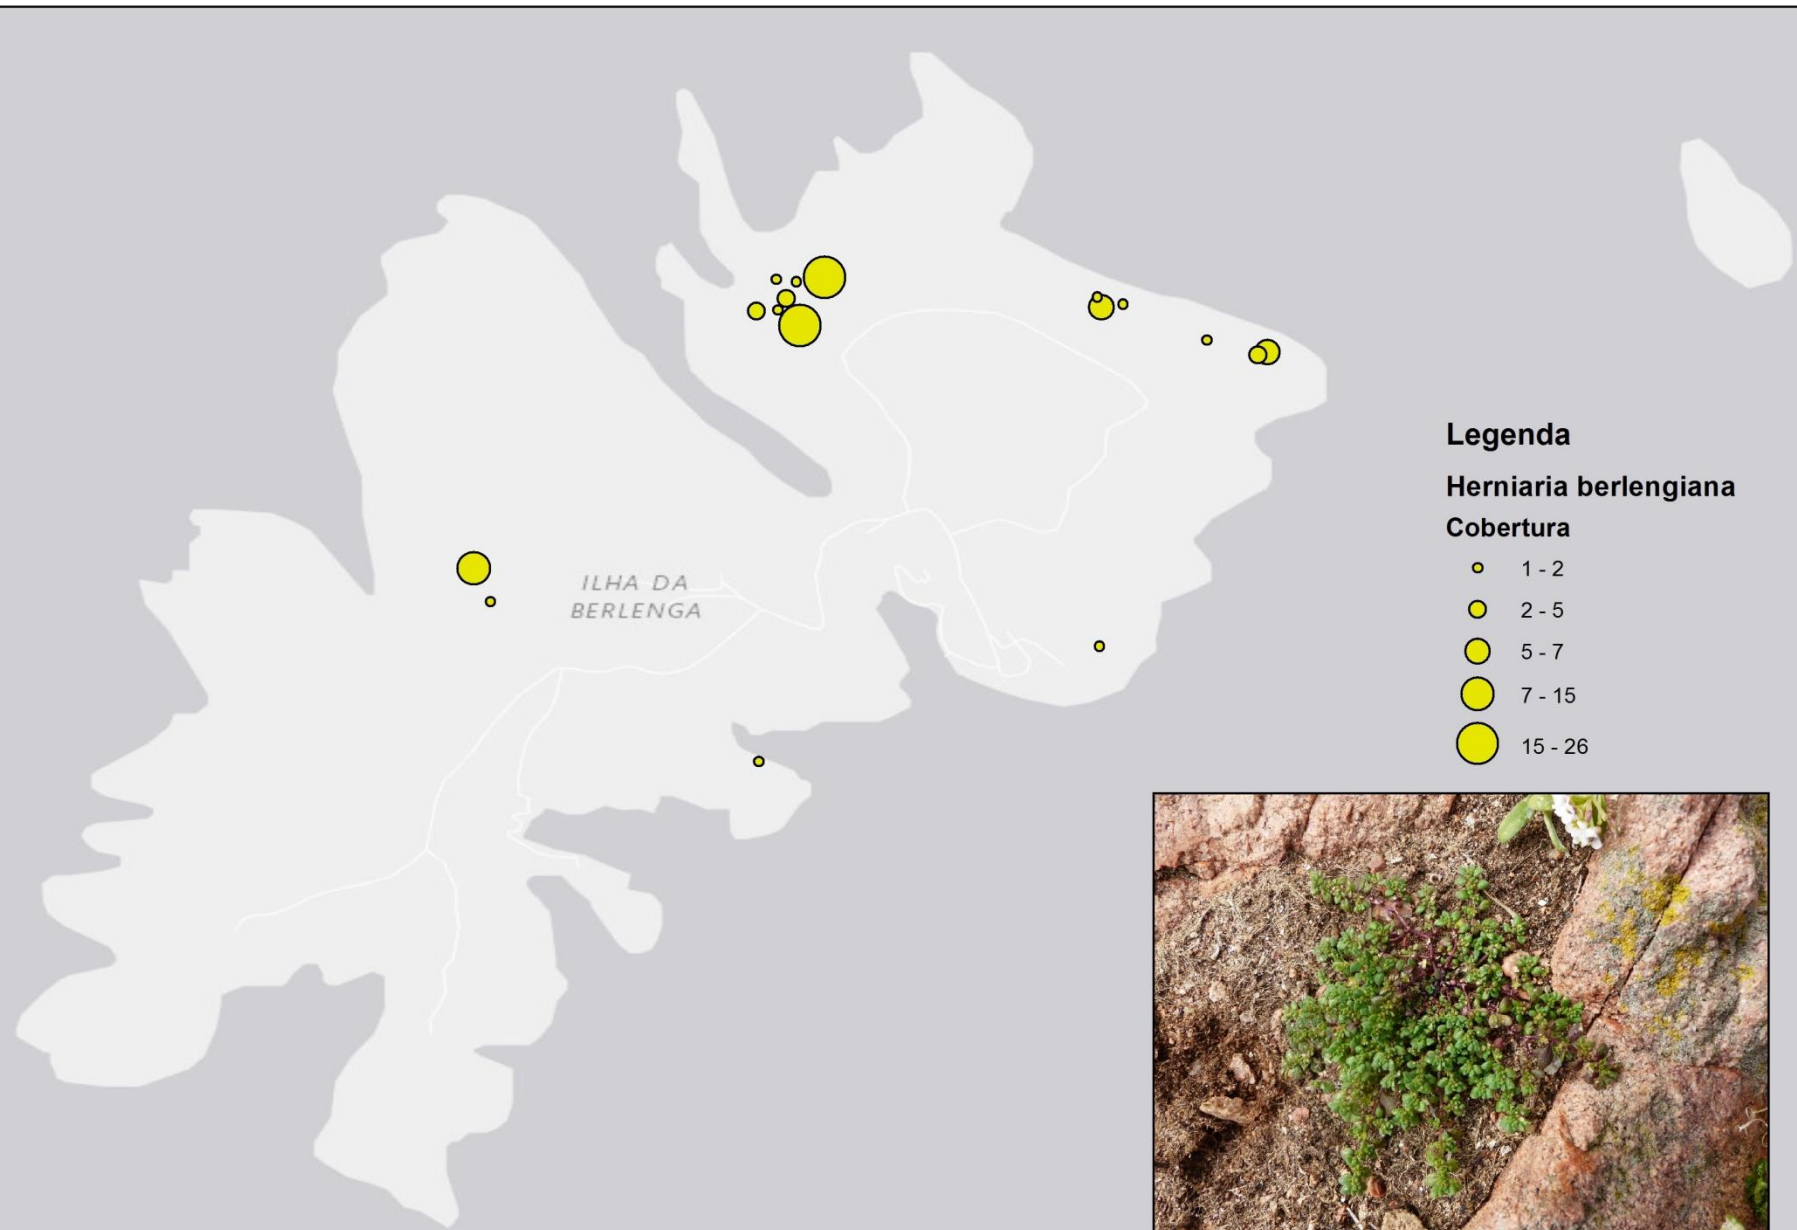 ILHA DA
BERLENGA
Legenda
Herniaria berlengiana
Cobertura
1 - 2
2 - 5
5 - 7
7 - 15
15 - 26